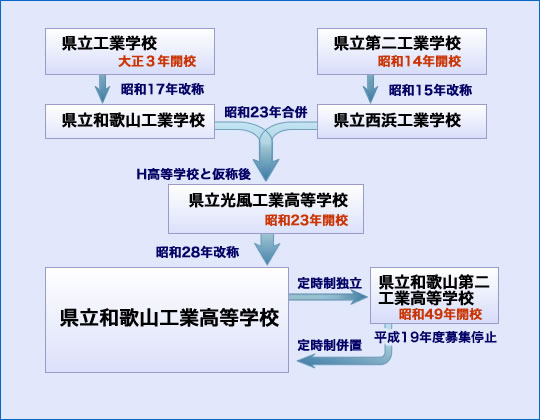 県立工業学校
大正3年開校
県立第二工業学校
昭和14年開校
昭和17年改称
昭和15年改称
県立和歌山工業学校
昭和23年合併
県立西浜工業学校
H高等学校と仮称後
県立光風工業高等学校
昭和23年開校
昭和28年改称
県立和歌山工業高等学校
定時制独立
県立和歌山第二
工業高等学校
昭和49年開校
平成19年度募集停止
定時制併置